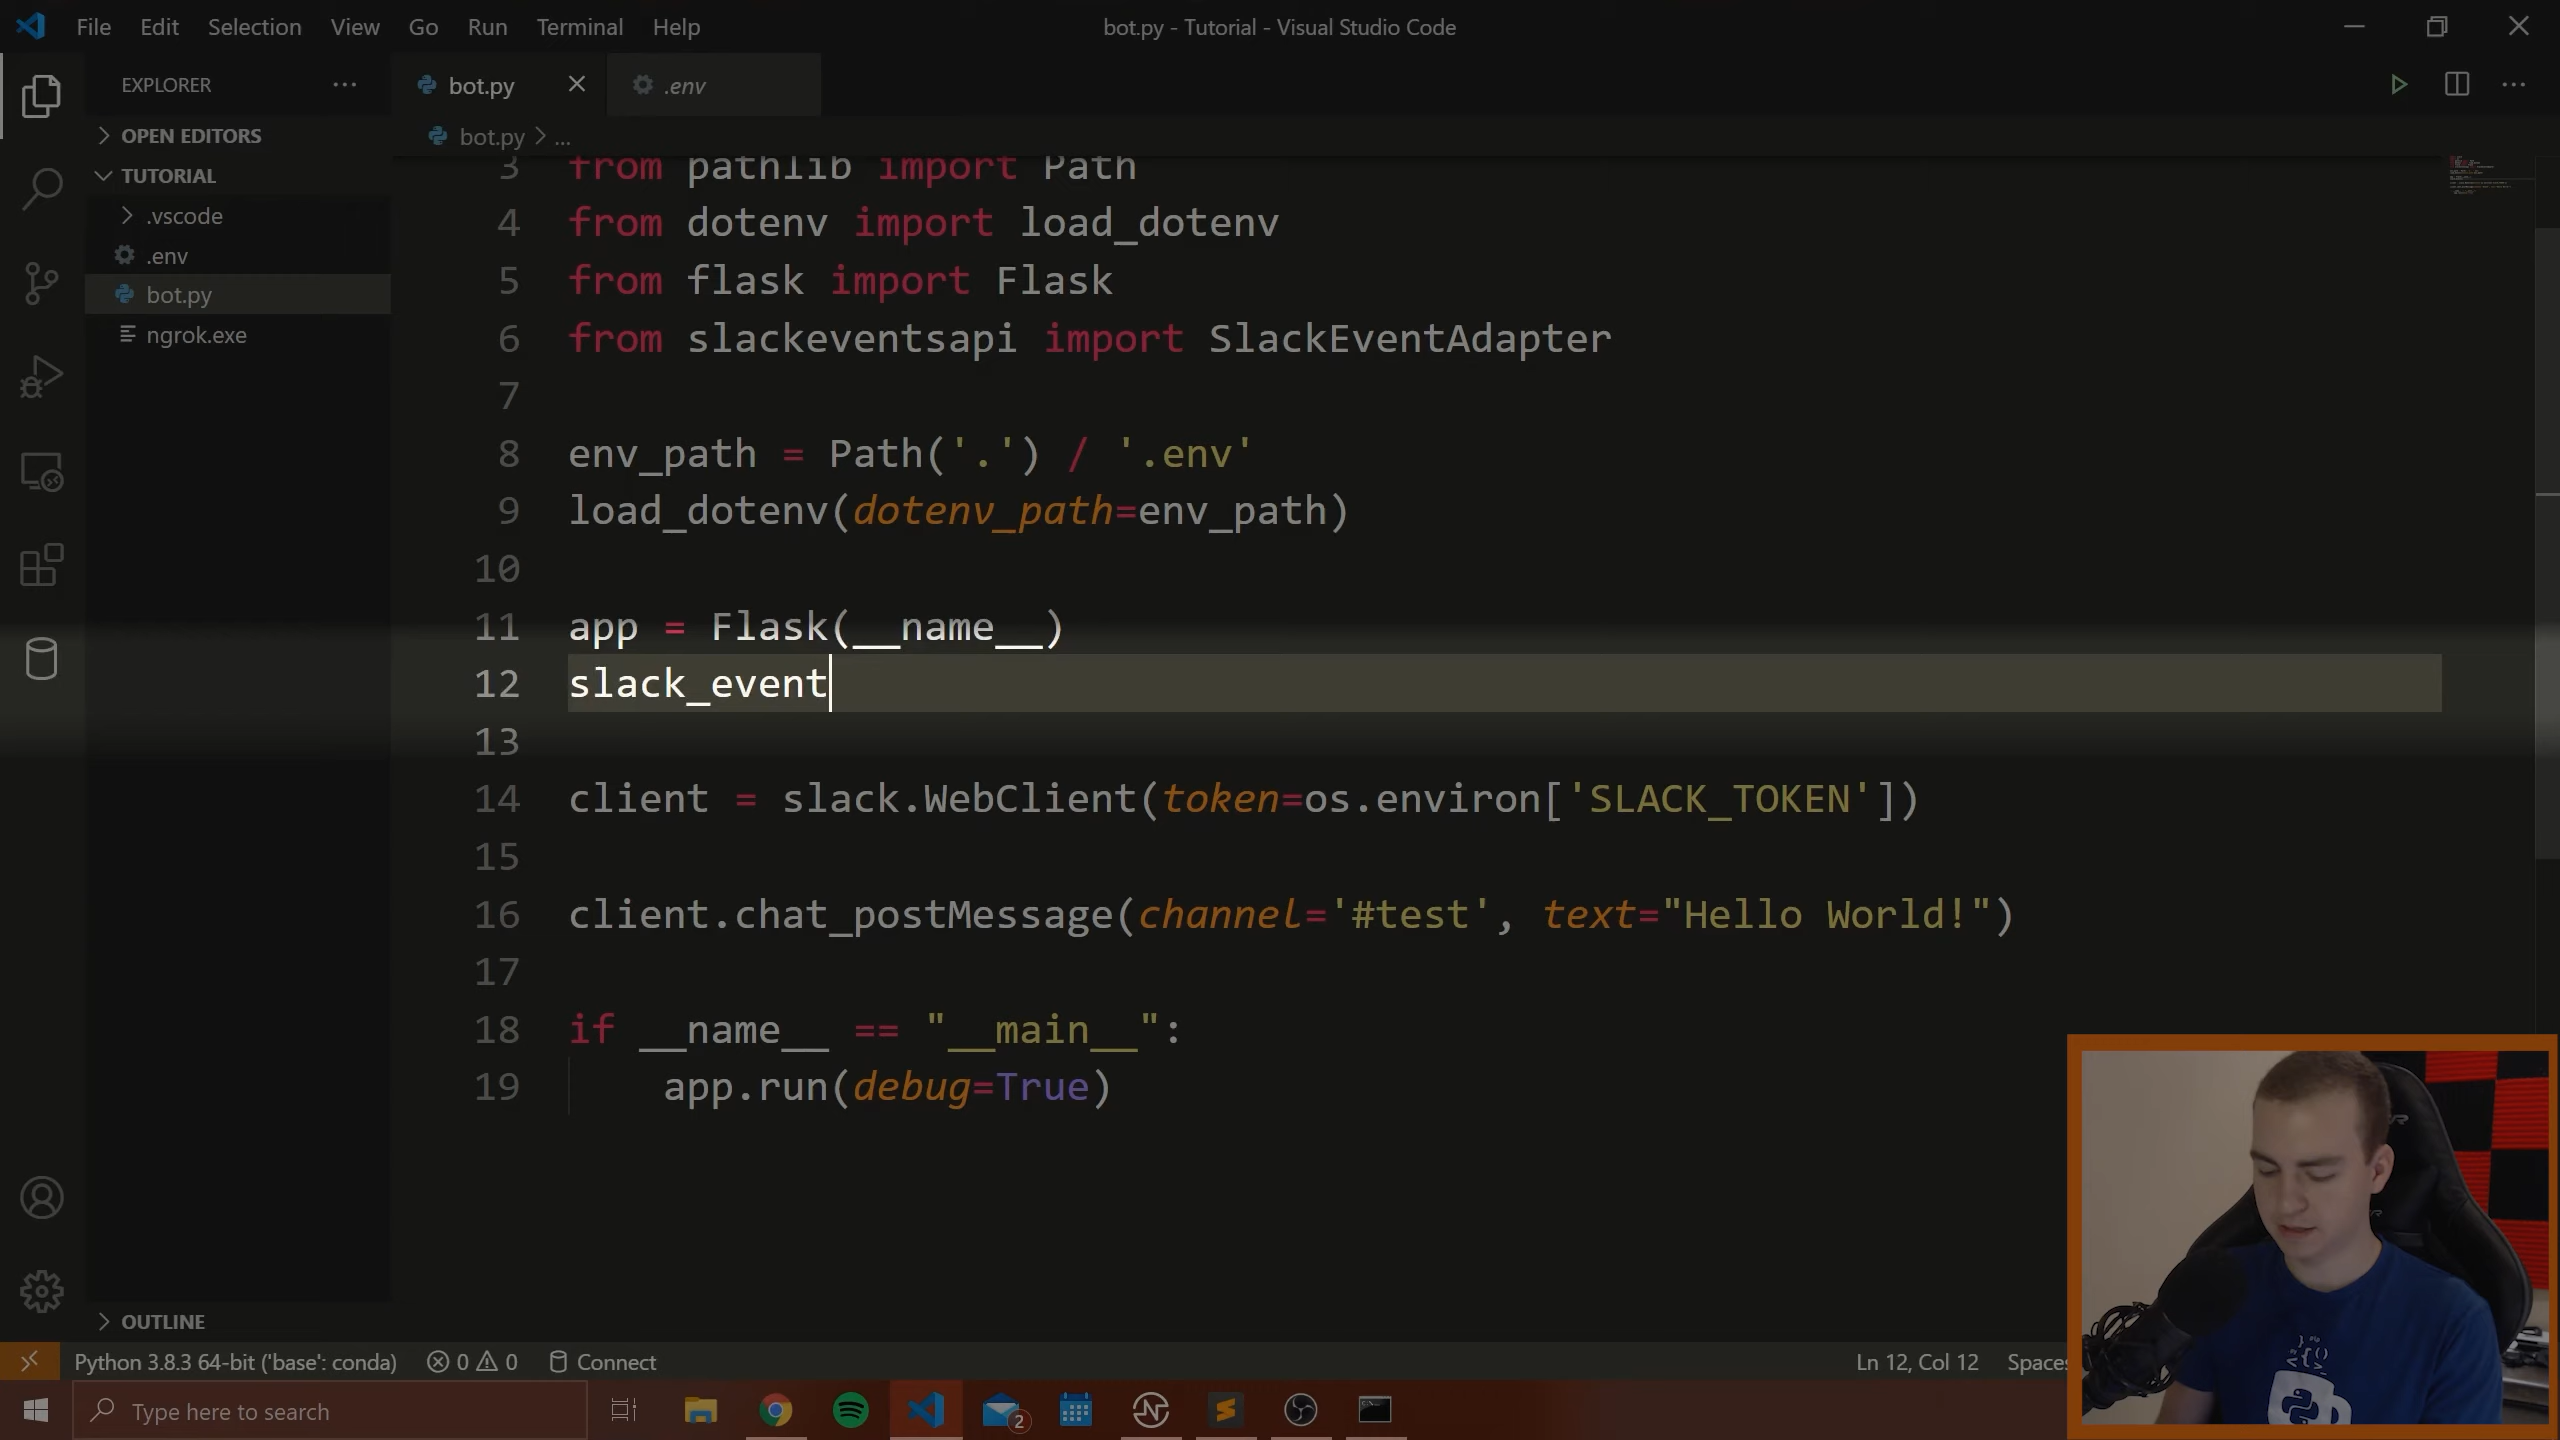 File Edit Selection View Go Run Terminal Help
bot.py - Tutorial - Visual Studio Code
EXPLORER
OPEN EDITORS
TUTORIAL
.vscode
.env
bot.py
ngrok.exe
OUTLINE
bot.py .env
bot.py > ...
3 from pathlib import Path
4 from dotenv import load_dotenv
5 from flask import Flask
6 from slackeventsapi import SlackEventAdapter
7
8 env_path = Path('.') / '.env'
9 load_dotenv(dotenv_path=env_path)
10
11 app = Flask(__name__)
12 slack_event
13
14 client = slack.WebClient(token=os.environ['SLACK_TOKEN'])
15
16 client.chat_postMessage(channel='#test', text="Hello World!")
17
18 if __name__ == "__main__":
19 app.run(debug=True)
Python 3.8.3 64-bit ('base': conda) 0 0 Connect Ln 12, Col 12
Type here to search
2